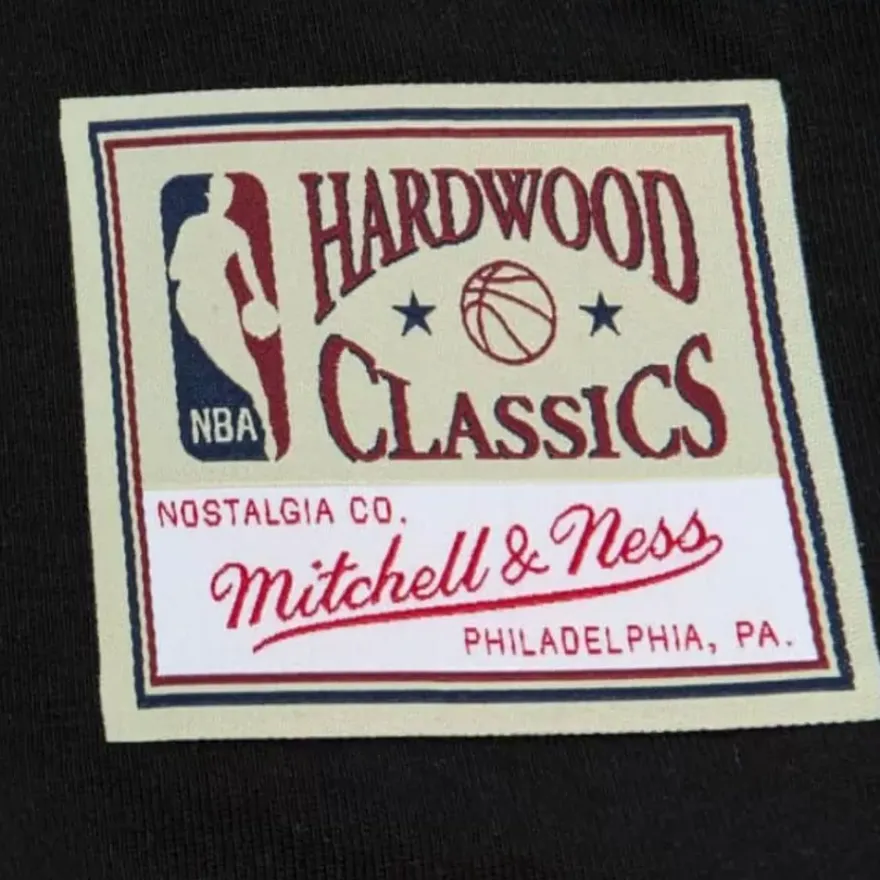 HARDWOOD
CLASSICS
NBA
NOSTALGIA CO.
Mitchell & Ness
PHILADELPHIA, PA.